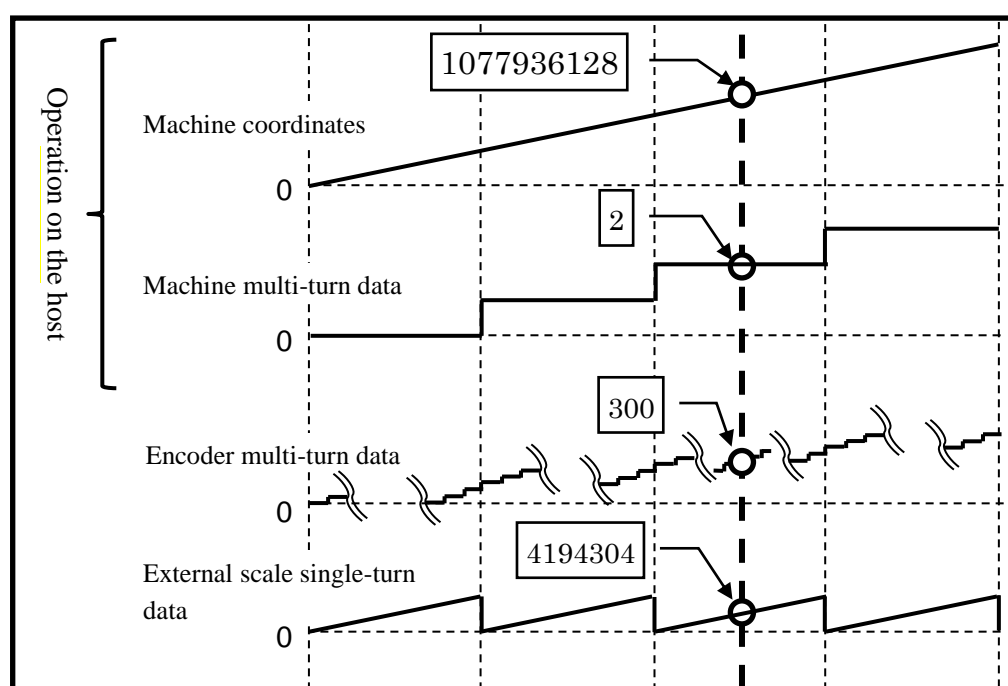 Operation on the host
1077936128
Machine coordinates
0
2
Machine multi-turn data
0
300
Encoder multi-turn data
0
4194304
External scale single-turn
data
0